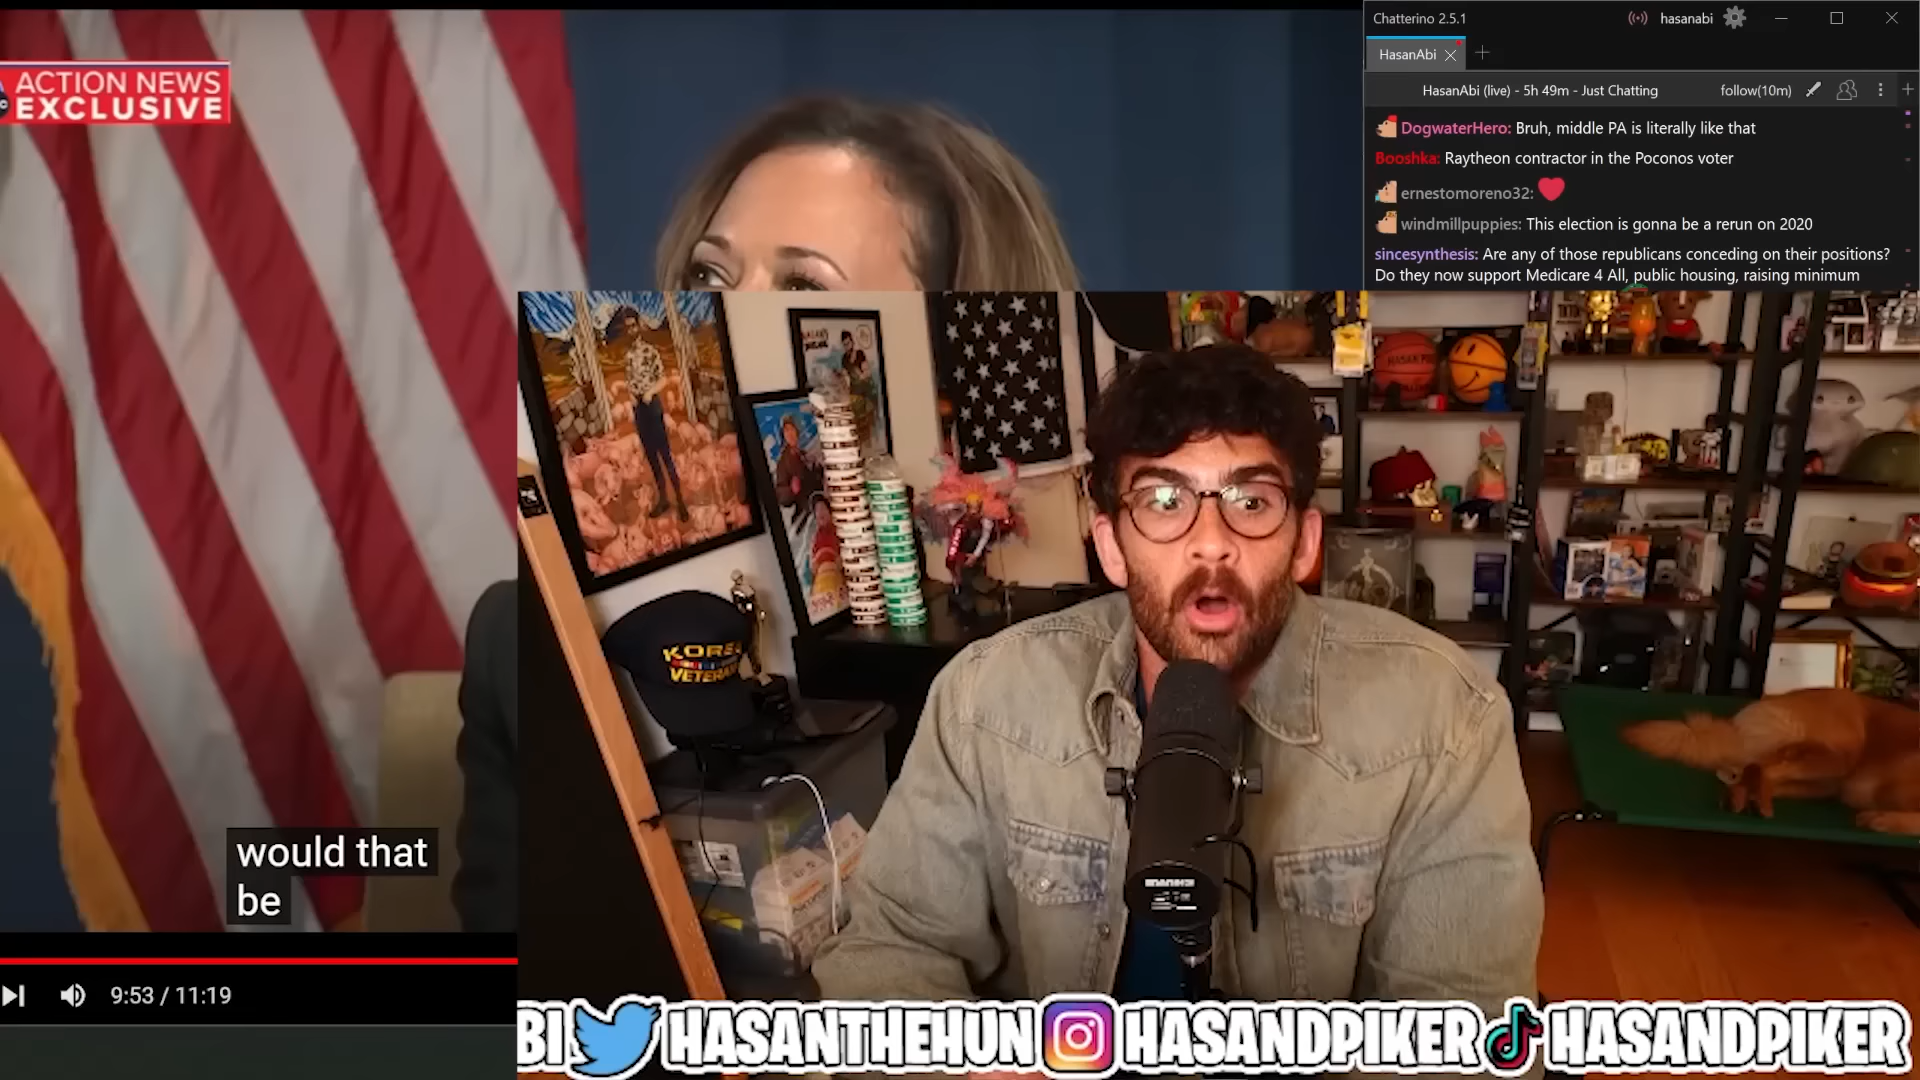 ACTION NEWS
EXCLUSIVE
would that
be
9:53 / 11:19
Chatterino 2.5.1
hasanabi
HasanAbi
HasanAbi (live) - 5h 49m - Just Chatting
follow(10m)
DogwaterHero: Bruh, middle PA is literally like that
Booshka: Raytheon contractor in the Poconos voter
ernestomoreno32:
windmillpuppies: This election is gonna be a rerun on 2020
sincesynthesis: Are any of those republicans conceding on their positions?
Do they now support Medicare 4 All, public housing, raising minimum
KOREA
VETERAN
BI HASANTHEHUN HASANDPIKER HASANDPIKER